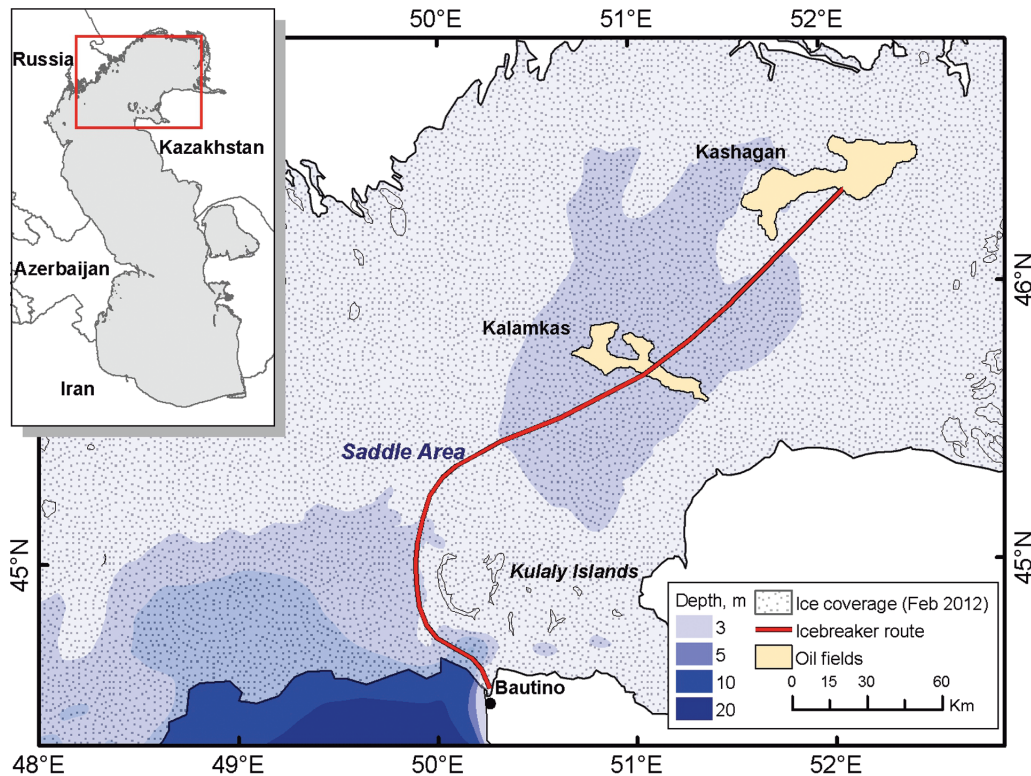 50°E
51°E
52°E
Russia
Kazakhstan
Azerbaijan
Iran
Kashagan
46°N
Kalamkas
Saddle Area
45°N
45°N
Kulaly Islands
Depth, m
3
5
10
20
Ice coverage (Feb 2012)
Icebreaker route
Oil fields
0 15 30 60
Km
Bautino
48°E
49°E
50°E
51°E
52°E